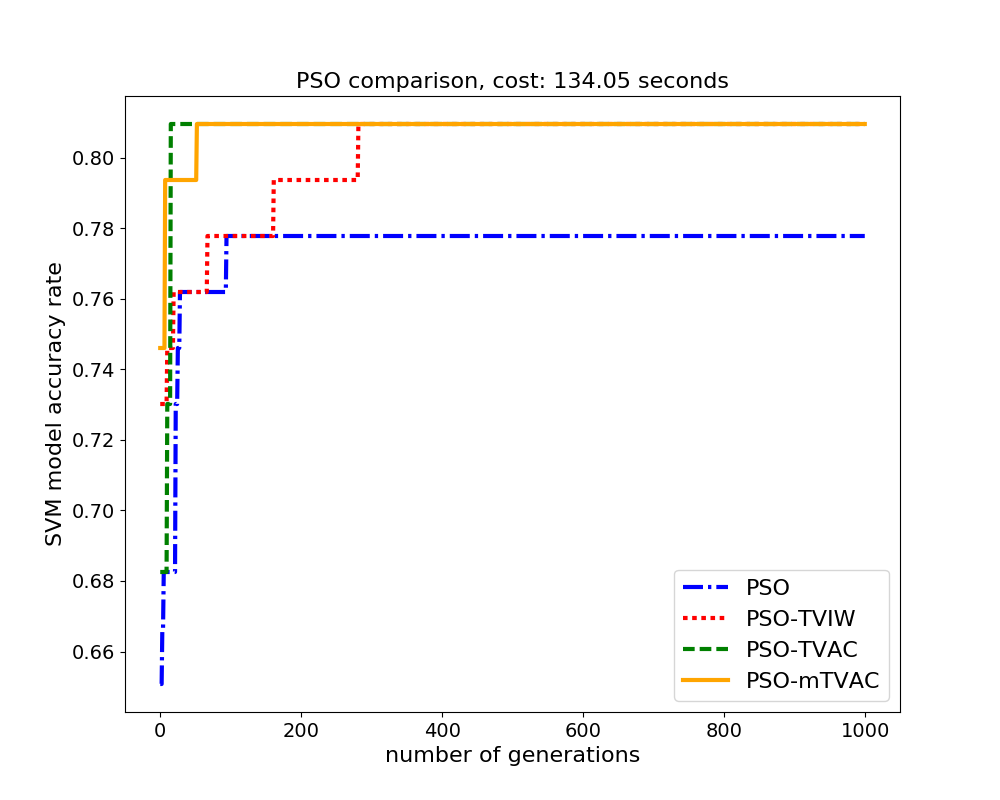 PSO comparison, cost: 134.05 seconds
SVM model accuracy rate
0.80
0.78
0.76
0.74
0.72
0.70
0.68
0.66
0 200 400 600 800 1000
number of generations
PSO
PSO-TVIW
PSO-TVAC
PSO-mTVAC